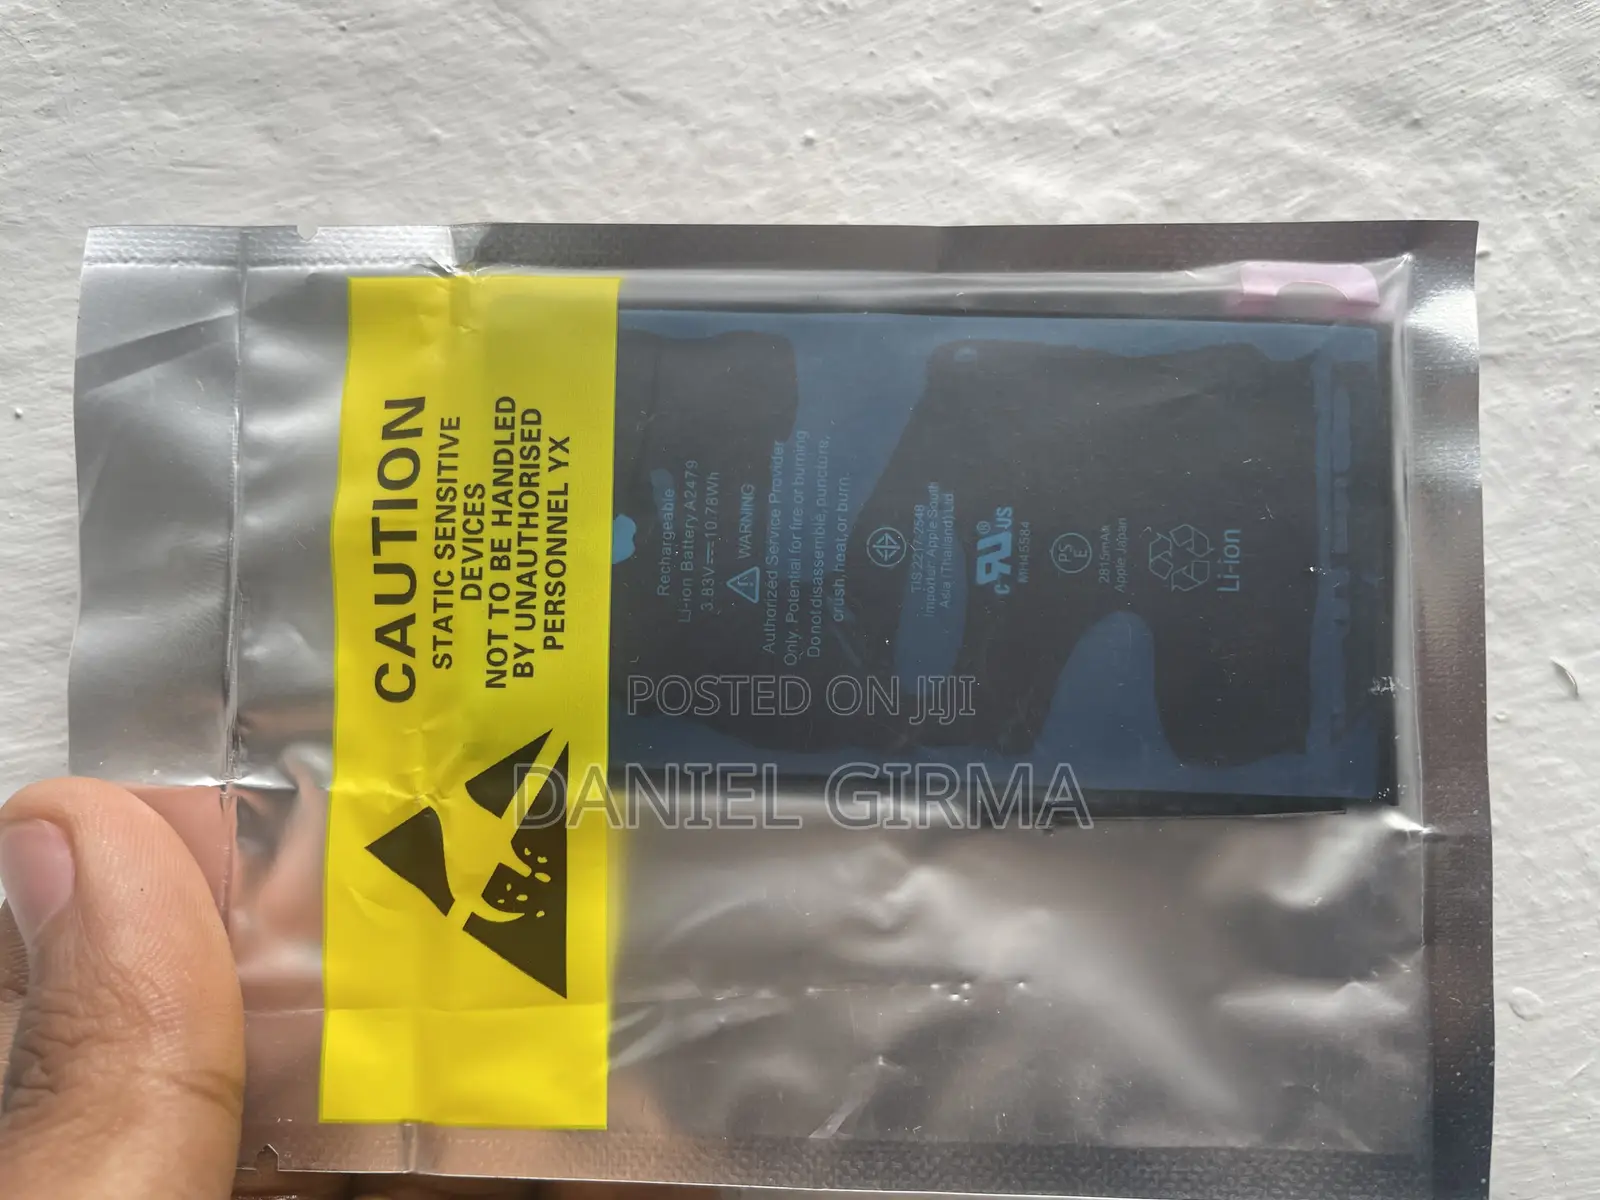 CAUTION
STATIC SENSITIVE
DEVICES
NOT TO BE HANDLED
BY UNAUTHORISED
PERSONNEL YX
Rechargeable
Li-ion Battery A2479
3.83V⎓10.78Wh
WARNING
Authorized Service Provider
Only. Potential for fire or burning
Do not disassemble, puncture,
crush, heat, or burn.
TIS 2217-2548
Importer: Apple South
Asia (Thailand) Ltd
c RU ® US
MH45584
PS
E
2815mAh
Apple Japan
Li-ion
POSTED ON JIJI
DANIEL GIRMA